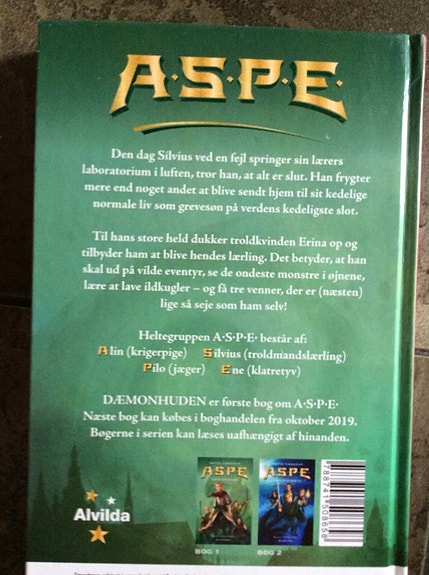 A·S·P·E·
Den dag Silvius ved en fejl springer sin lærers
laboratorium i luften, tror han, at alt er slut. Han frygter
mere end noget andet at blive sendt hjem til sit kedelige
normale liv som grevesøn på verdens kedeligste slot.
Til hans store held dukker troldkvinden Erina op og
tilbyder ham at blive hendes lærling. Det betyder, at han
skal ud på vilde eventyr, se de ondeste monstre i øjnene,
lære at lave ildkugler – og få tre venner, der er (næsten)
lige så seje som ham selv!
Heltegruppen A·S·P·E· består af:
Alin (krigerpige) Silvius (troldmandslærling)
Pilo (jæger) Ene (klatretyv)
DÆMONHUDEN er første bog om A·S·P·E·
Næste bog kan købes i boghandelen fra oktober 2019.
Bøgerne i serien kan læses uafhængigt af hinanden.
ASPE
ASPE
BOG 1 BOG 2
Alvilda
9788741508658